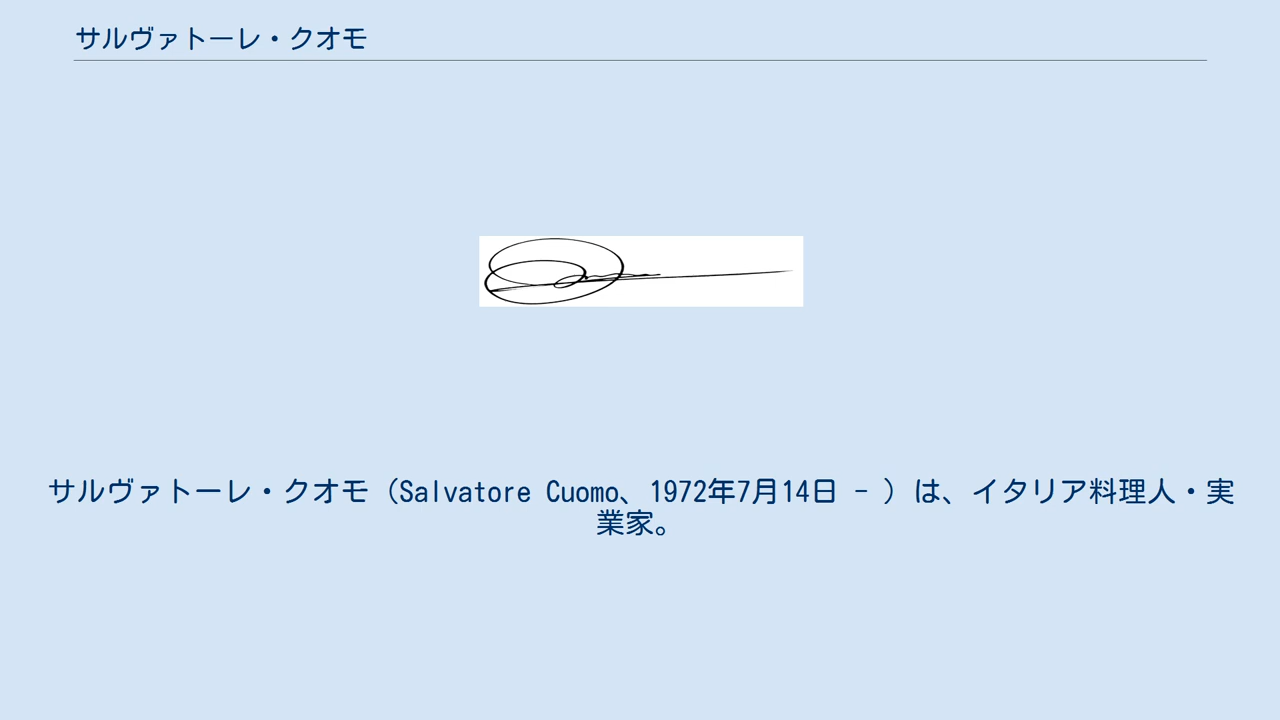 サルヴァトーレ・クオモ
サルヴァトーレ・クオモ（Salvatore Cuomo、1972年7月14日 - ）は、イタリア料理人・実
業家。